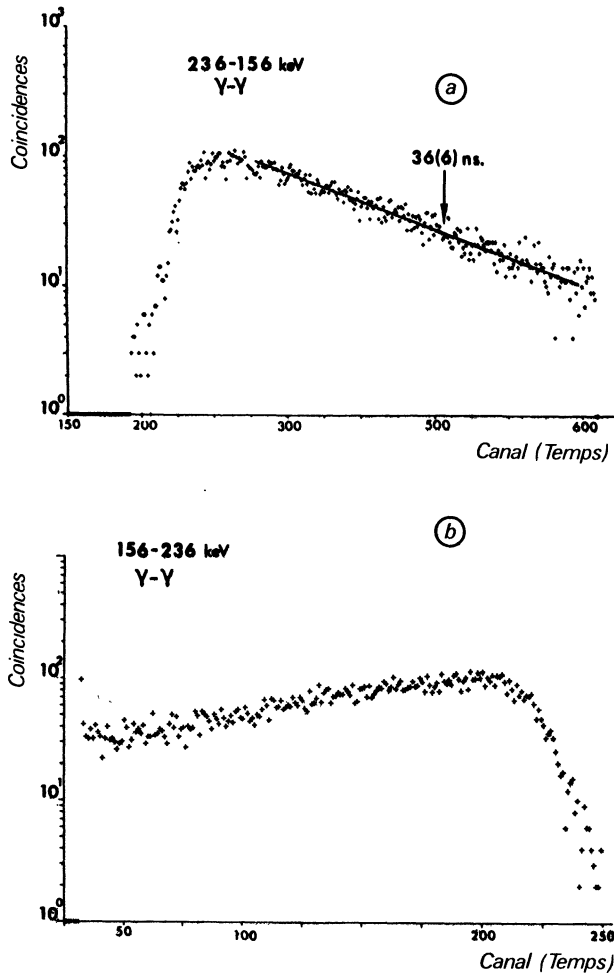 10³
236-156 keV
γ-γ
a
Coincidences
10²
36(6) ns.
10¹
10⁰
150 200 300 500 600
Canal (Temps)
b
156-236 keV
γ-γ
Coincidences
10²
10¹
10⁰
50 100 200 250
Canal (Temps)